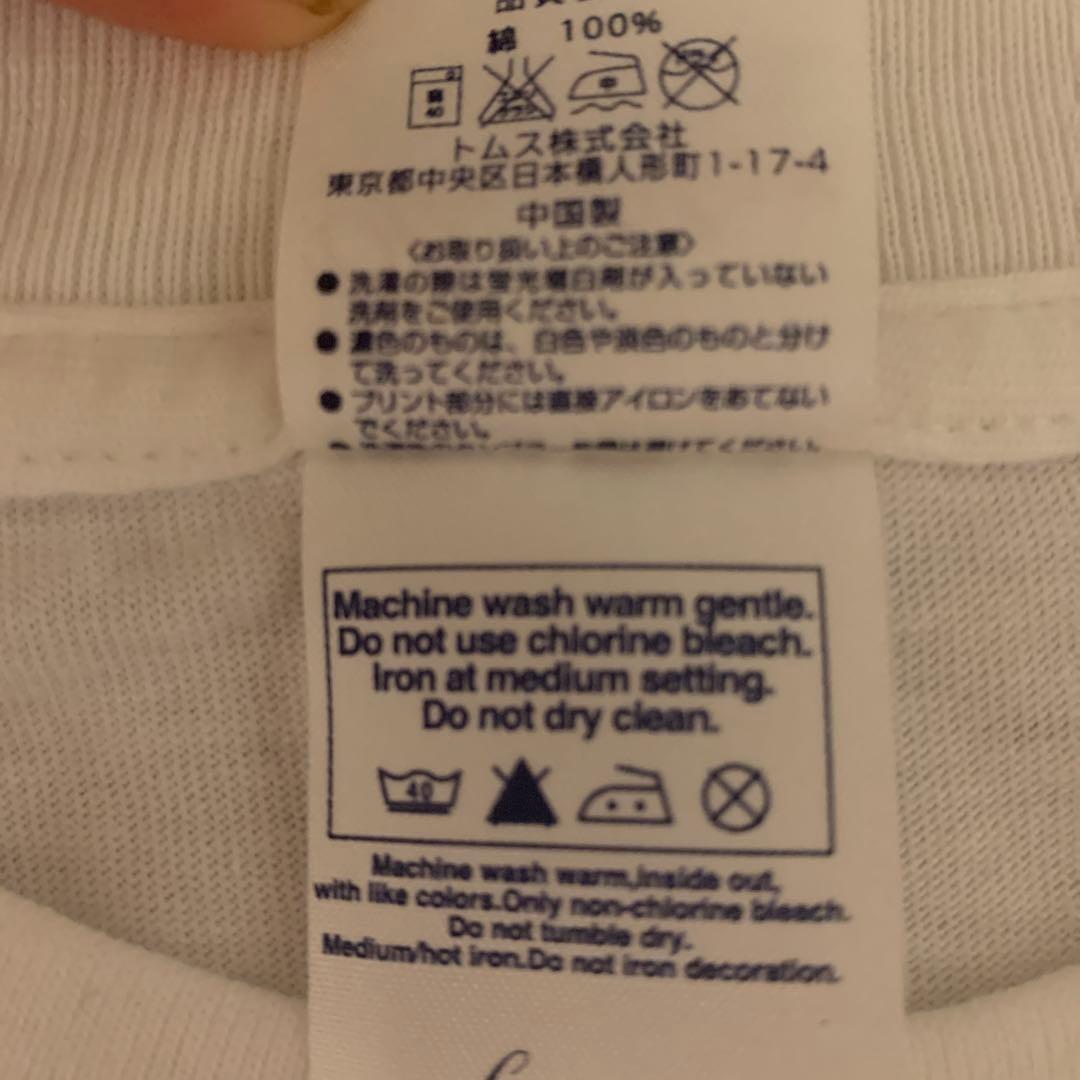 綿 100%
40
トムス株式会社
東京都中央区日本橋人形町1-17-4
中国製
〈お取り扱い上のご注意〉
● 洗濯の際は蛍光増白剤が入っていない
洗剤をご使用ください。
● 濃色のものは、白色や淡色のものと分け
て洗ってください。
● プリント部分には直接アイロンをあてない
でください。
Machine wash warm gentle.
Do not use chlorine bleach.
Iron at medium setting.
Do not dry clean.
40
Machine wash warm,inside out,
with like colors.Only non-chlorine bleach.
Do not tumble dry.
Medium/hot iron.Do not iron decoration.